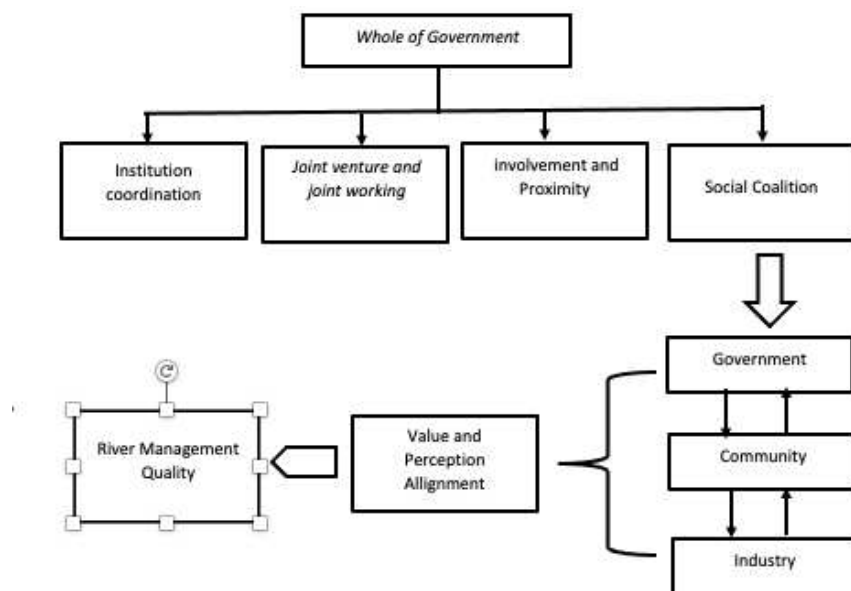 Whole of Government
Institution
coordination
Joint venture and
joint working
involvement and
Proximity
Social Coalition
Government
River Management
Quality
Value and
Perception
Allignment
Community
Industry